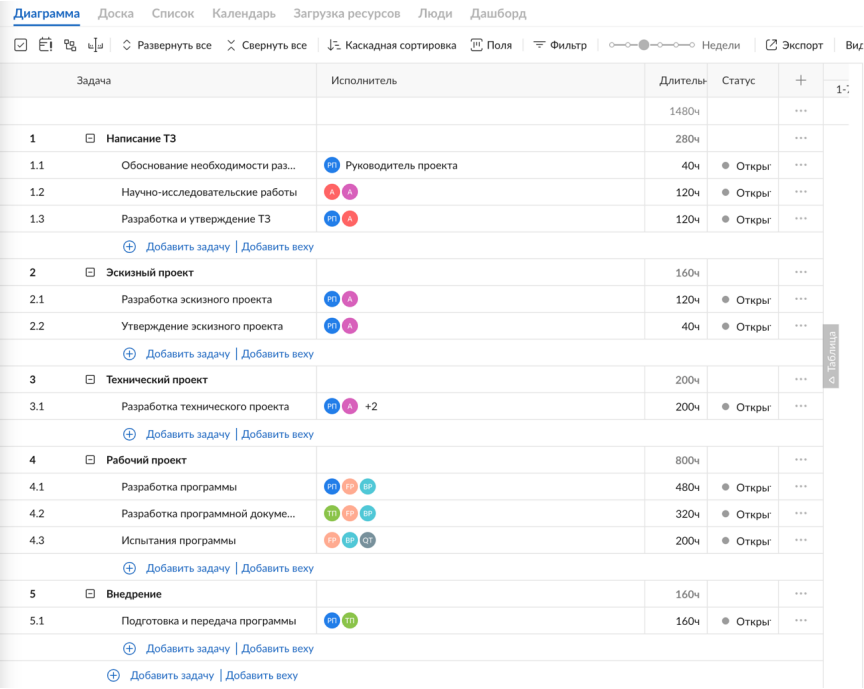 Диаграмма Доска Список Календарь Загрузка ресурсов Люди Дашборд
Развернуть все Свернуть все Каскадная сортировка Поля Фильтр Недели Экспорт Вид
Задача Исполнитель Длительн Статус + 1-7
1480ч
1 Написание ТЗ 280ч
1.1 Обоснование необходимости раз... РП Руководитель проекта 40ч Откры
1.2 Научно-исследовательские работы А А 120ч Откры
1.3 Разработка и утверждение ТЗ РП А 120ч Откры
Добавить задачу | Добавить веху
2 Эскизный проект 160ч
2.1 Разработка эскизного проекта РП А 120ч Откры
2.2 Утверждение эскизного проекта РП А 40ч Откры
Добавить задачу | Добавить веху
Таблица
3 Технический проект 200ч
3.1 Разработка технического проекта РП А +2 200ч Откры
Добавить задачу | Добавить веху
4 Рабочий проект 800ч
4.1 Разработка программы РП FP BP 480ч Откры
4.2 Разработка программной докуме... ТП FP BP 320ч Откры
4.3 Испытания программы FP BP QT 200ч Откры
Добавить задачу | Добавить веху
5 Внедрение 160ч
5.1 Подготовка и передача программы РП ТП 160ч Откры
Добавить задачу | Добавить веху
Добавить задачу | Добавить веху